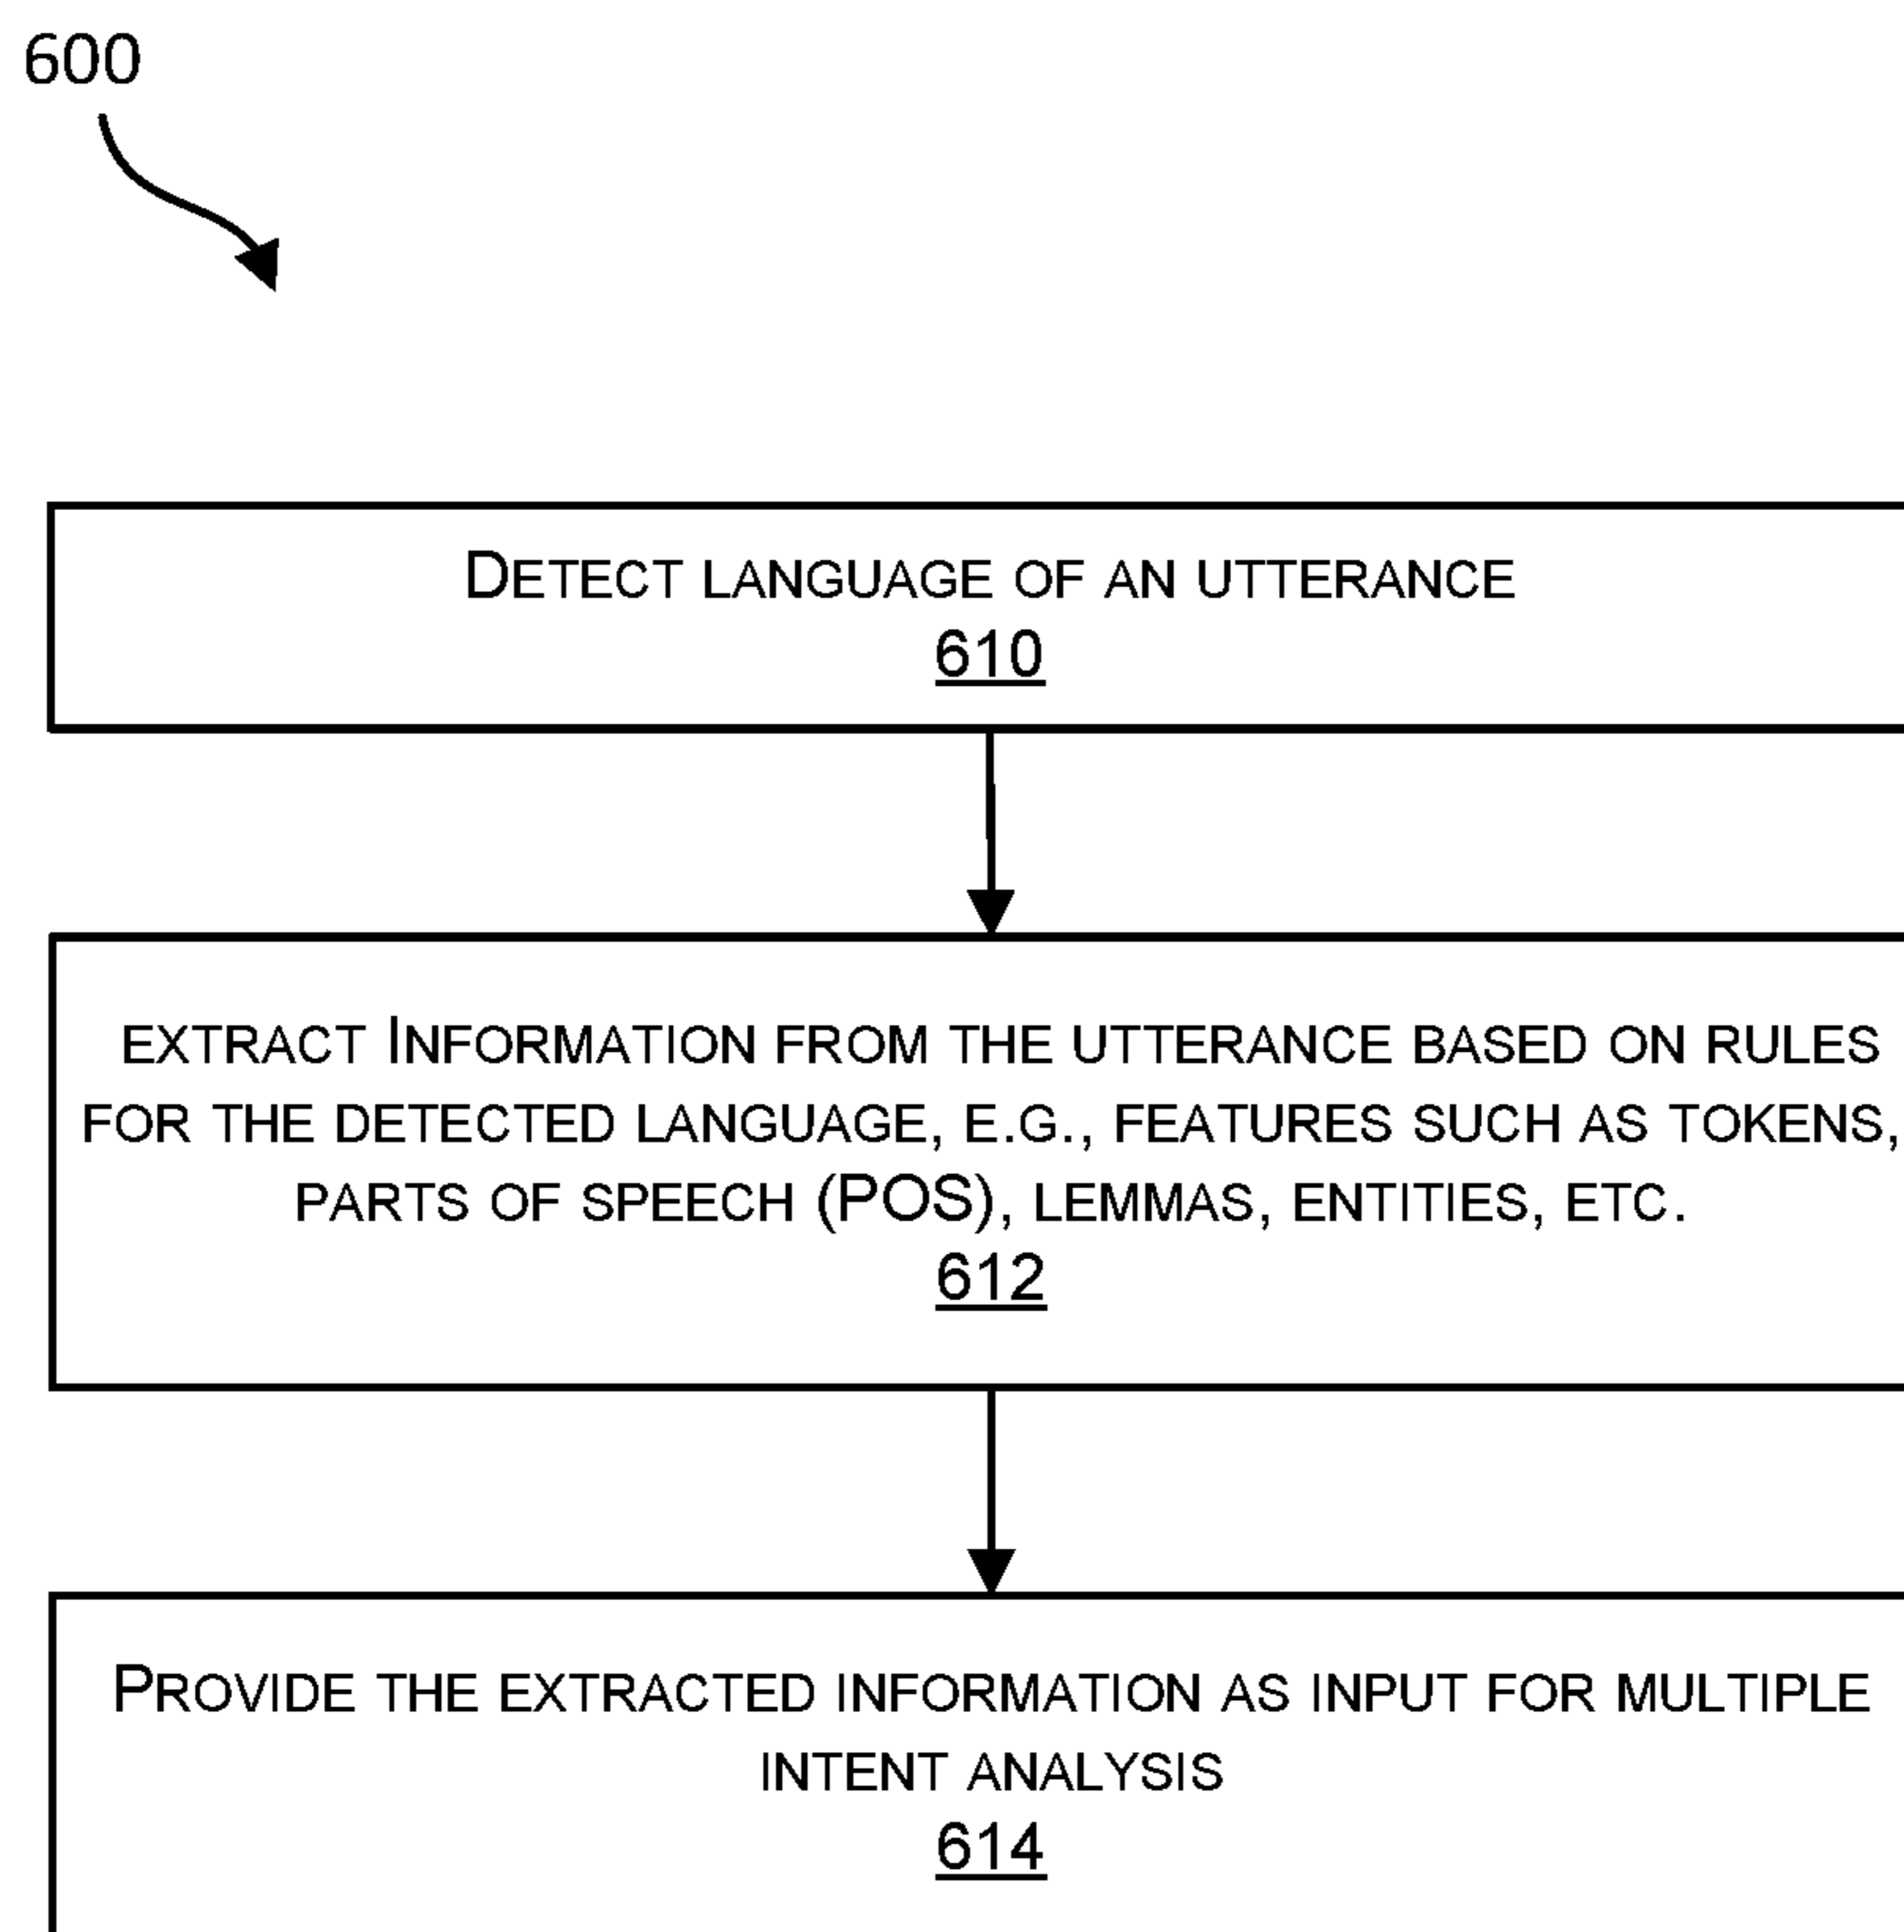 600
Detect language of an utterance
610
extract Information from the utterance based on rules
for the detected language, e.g., features such as tokens,
parts of speech (POS), lemmas, entities, etc.
612
Provide the extracted information as input for multiple
intent analysis
614